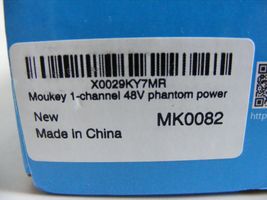 X0029KY7MR
Moukey 1-channel 48V phantom power
New
MK0082
Made in China